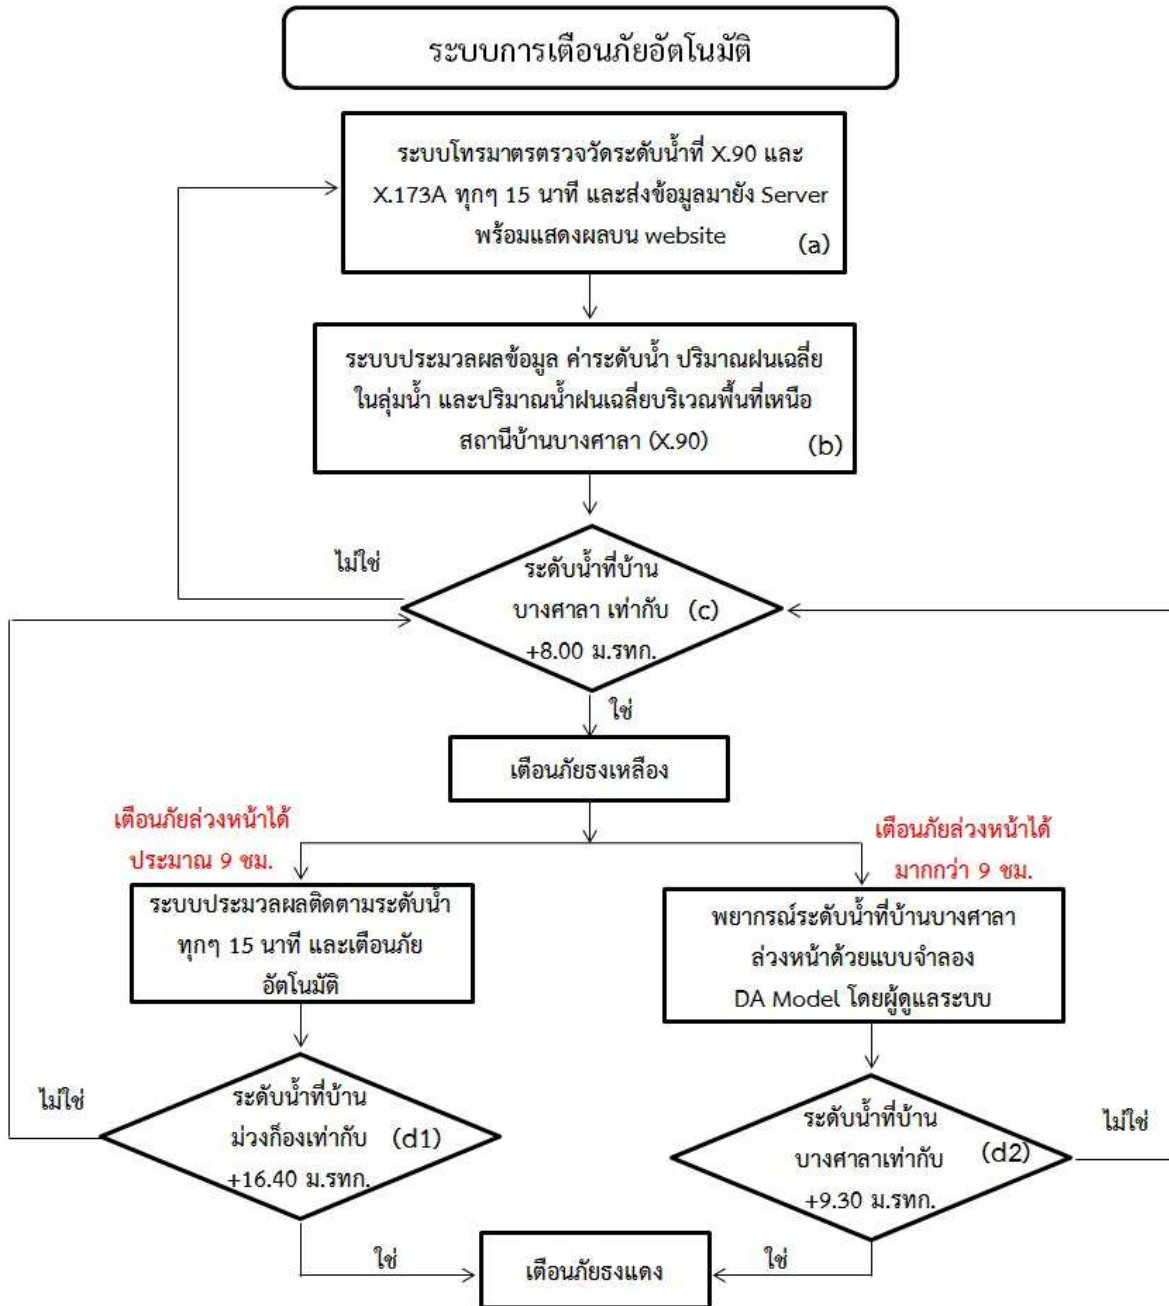 ระบบการเตือนภัยอัตโนมัติ
ระบบโทรมาตรตรวจวัดระดับน้ำที่ X.90 และ
X.173A ทุกๆ 15 นาที และส่งข้อมูลมายัง Server
พร้อมแสดงผลบน website
(a)
ระบบประมวลผลข้อมูล ค่าระดับน้ำ ปริมาณฝนเฉลี่ย
ในลุ่มน้ำ และปริมาณน้ำฝนเฉลี่ยบริเวณพื้นที่เหนือ
สถานีบ้านบางศาลา (X.90)
(b)
ไม่ใช่
ระดับน้ำที่บ้าน
บางศาลา เท่ากับ (c)
+8.00 ม.รทก.
ใช่
เตือนภัยธงเหลือง
เตือนภัยล่วงหน้าได้
ประมาณ 9 ชม.
ระบบประมวลผลติดตามระดับน้ำ
ทุกๆ 15 นาที และเตือนภัย
อัตโนมัติ
ไม่ใช่
ระดับน้ำที่บ้าน
ม่วงก็องเท่ากับ (d1)
+16.40 ม.รทก.
ใช่
เตือนภัยล่วงหน้าได้
มากกว่า 9 ชม.
พยากรณ์ระดับน้ำที่บ้านบางศาลา
ล่วงหน้าด้วยแบบจำลอง
DA Model โดยผู้ดูแลระบบ
ระดับน้ำที่บ้าน
บางศาลาเท่ากับ (d2)
+9.30 ม.รทก.
ไม่ใช่
ใช่
เตือนภัยธงแดง